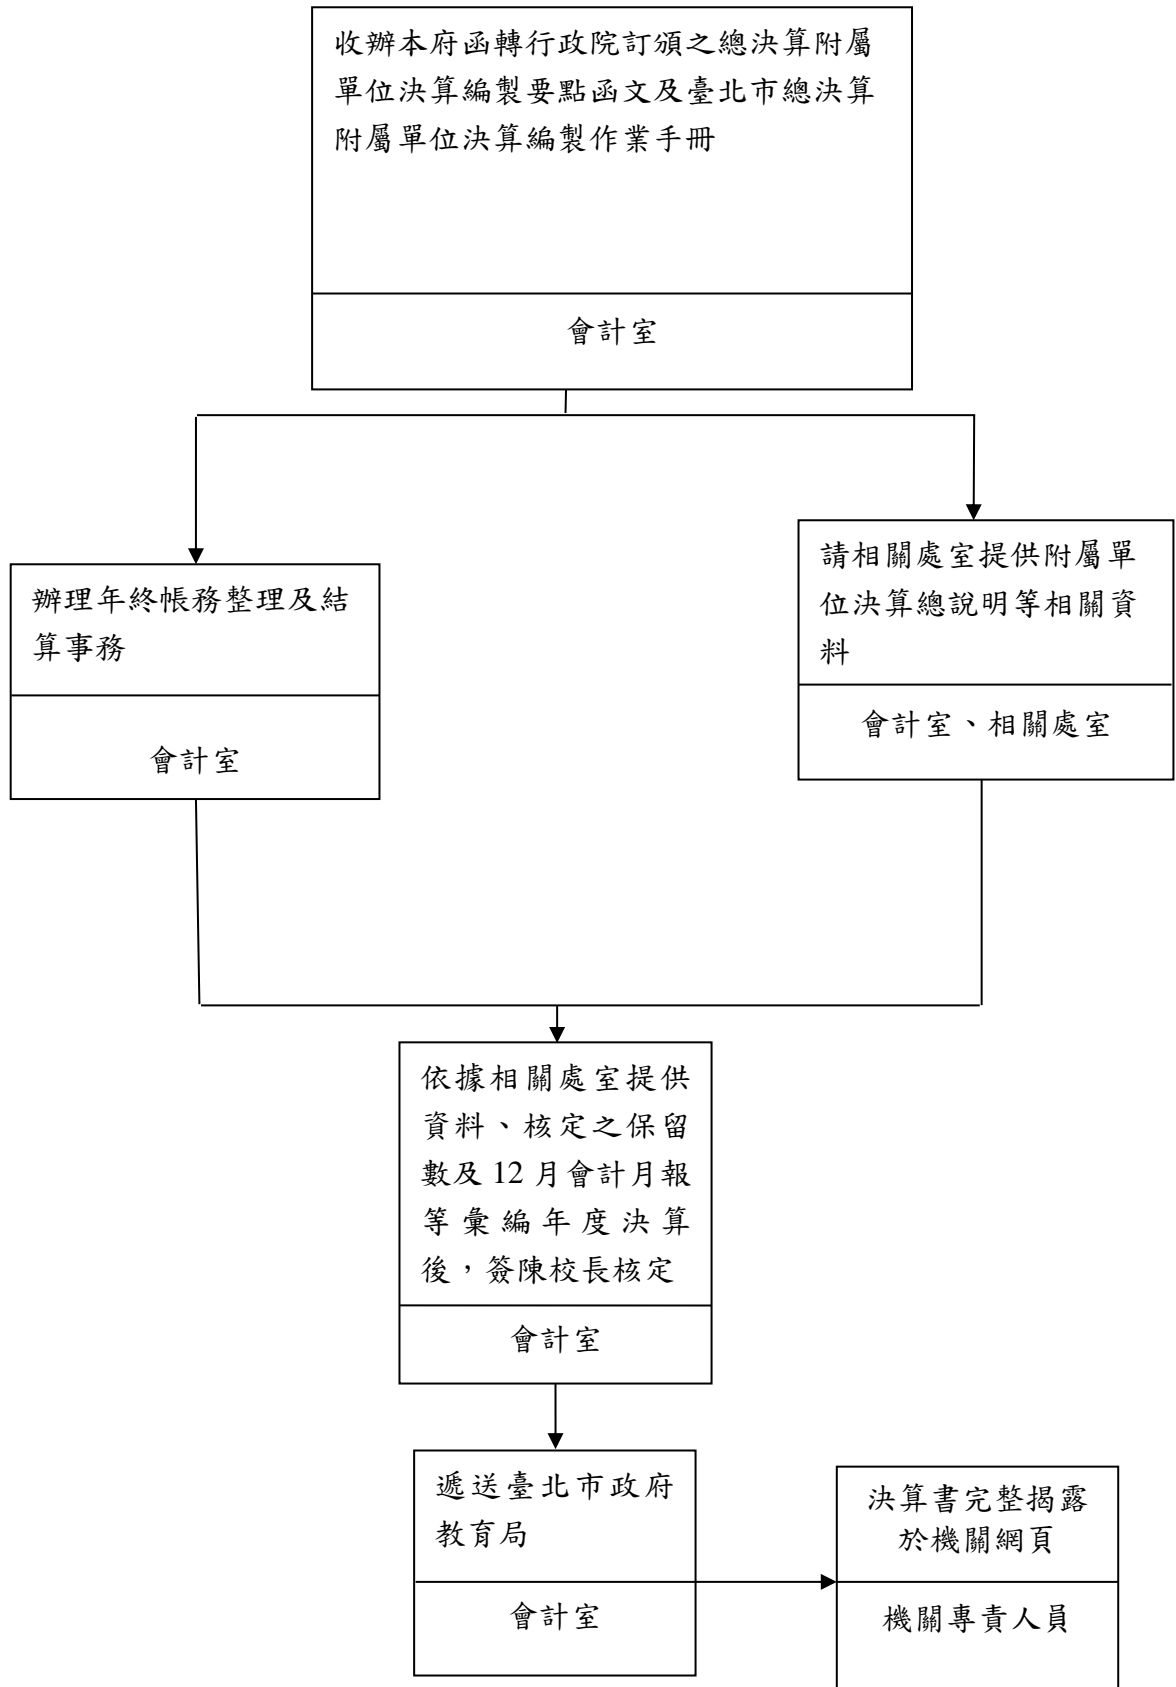 收辦本府函轉行政院訂頒之總決算附屬
單位決算編製要點函文及臺北市總決算
附屬單位決算編製作業手冊
會計室
辦理年終帳務整理及結
算事務
會計室
請相關處室提供附屬單
位決算總說明等相關資
料
會計室、相關處室
依據相關處室提供
資料、核定之保留
數及 12 月會計月報
等彙編年度決算
後，簽陳校長核定
會計室
遞送臺北市政府
教育局
會計室
決算書完整揭露
於機關網頁
機關專責人員